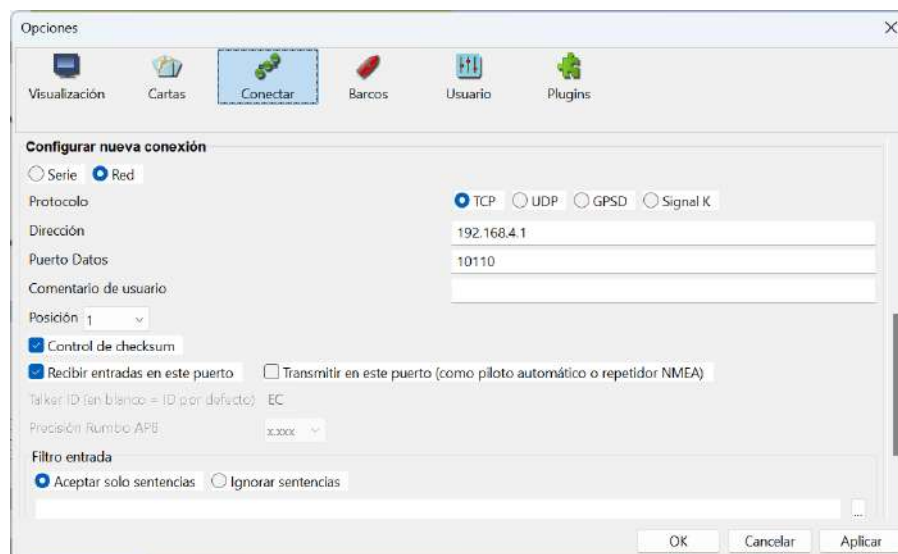 Opciones
Visualización Cartas Conectar Barcos Usuario Plugins
Configurar nueva conexión
Serie Red
Protocolo TCP UDP GPSD Signal K
Dirección 192.168.4.1
Puerto Datos 10110
Comentario de usuario
Posición 1
Control de checksum
Recibir entradas en este puerto Transmitir en este puerto (como piloto automático o repetidor NMEA)
Talker ID (en blanco = ID por defecto) EC
Precisión Rumbo APB x.xxx
Filtro entrada
Aceptar solo sentencias Ignorar sentencias
...
OK Cancelar Aplicar